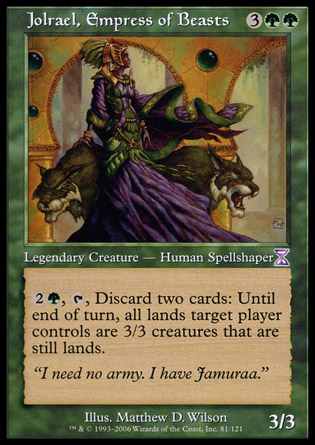 Jolrael, Empress of Beasts 3
Legendary Creature — Human Spellshaper
2 , , Discard two cards: Until
end of turn, all lands target player
controls are 3/3 creatures that are
still lands.
“I need no army. I have Jamuraa.”
Illus. Matthew D. Wilson
™ & © 1993–2006 Wizards of the Coast, Inc. 81/121
3/3